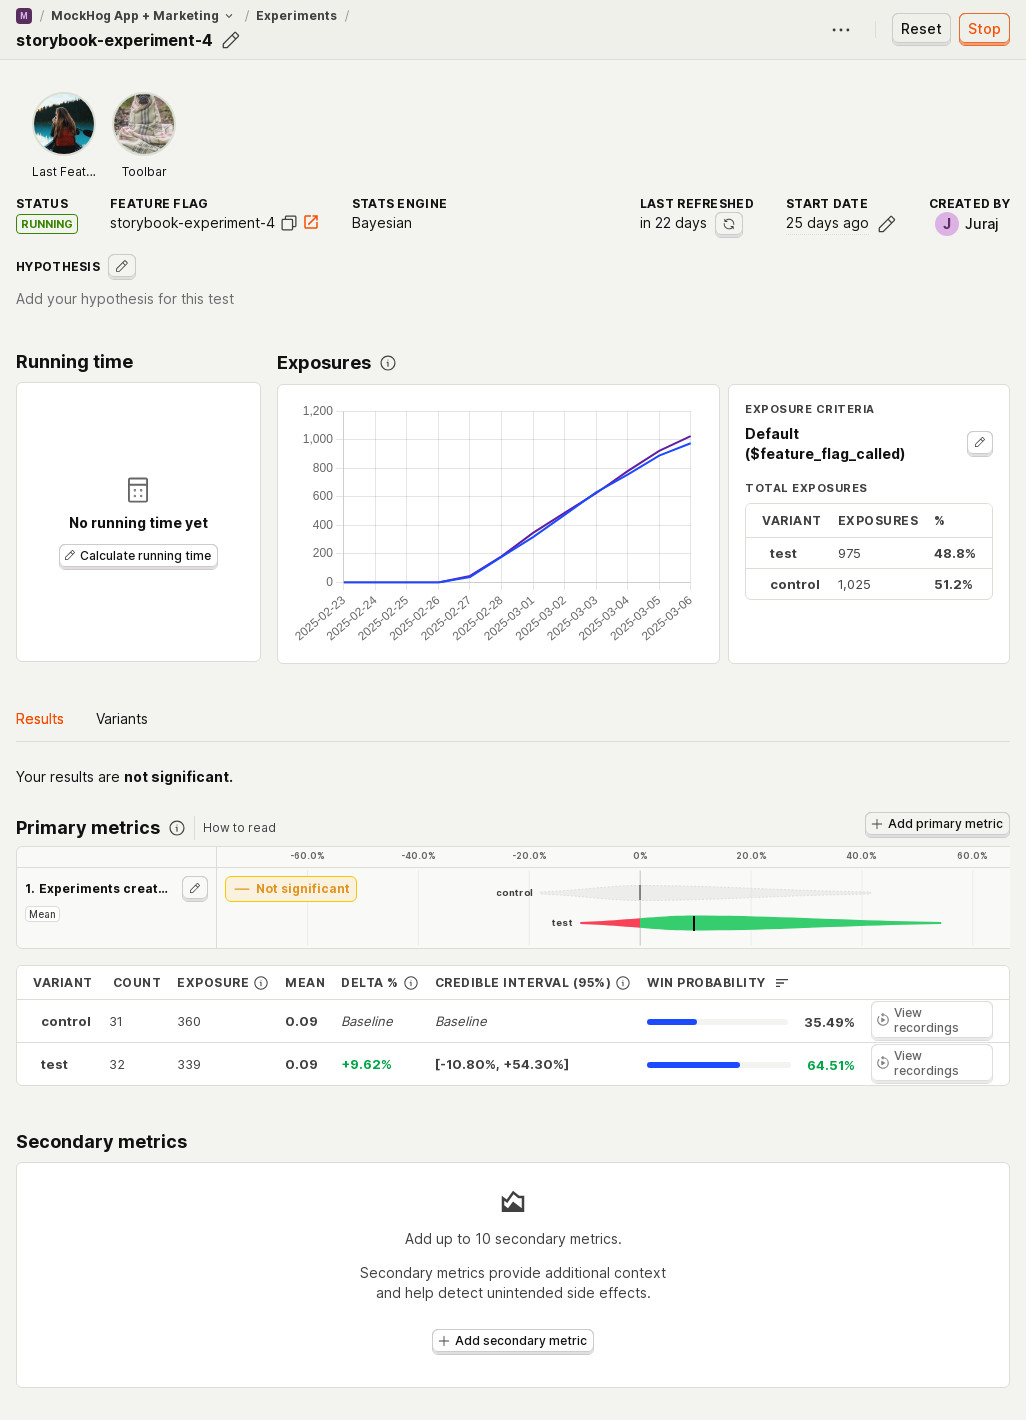 M / MockHog App + Marketing / Experiments /
storybook-experiment-4
Reset
Stop
Last Feat...
Toolbar
STATUS
RUNNING
FEATURE FLAG
storybook-experiment-4
STATS ENGINE
Bayesian
LAST REFRESHED
in 22 days
START DATE
25 days ago
CREATED BY
J Juraj
HYPOTHESIS
Add your hypothesis for this test
Running time
No running time yet
Calculate running time
Exposures
1,200
1,000
800
600
400
200
0
2025-02-23
2025-02-24
2025-02-25
2025-02-26
2025-02-27
2025-02-28
2025-03-01
2025-03-02
2025-03-03
2025-03-04
2025-03-05
2025-03-06
EXPOSURE CRITERIA
Default
($feature_flag_called)
TOTAL EXPOSURES
VARIANT EXPOSURES %
test 975 48.8%
control 1,025 51.2%
Results Variants
Your results are not significant.
Primary metrics How to read
Add primary metric
-60.0% -40.0% -20.0% 0% 20.0% 40.0% 60.0%
1. Experiments creat...
Mean
Not significant
control
test
VARIANT COUNT EXPOSURE MEAN DELTA % CREDIBLE INTERVAL (95%) WIN PROBABILITY
control 31 360 0.09 Baseline Baseline 35.49% View recordings
test 32 339 0.09 +9.62% [-10.80%, +54.30%] 64.51% View recordings
Secondary metrics
Add up to 10 secondary metrics.
Secondary metrics provide additional context
and help detect unintended side effects.
Add secondary metric